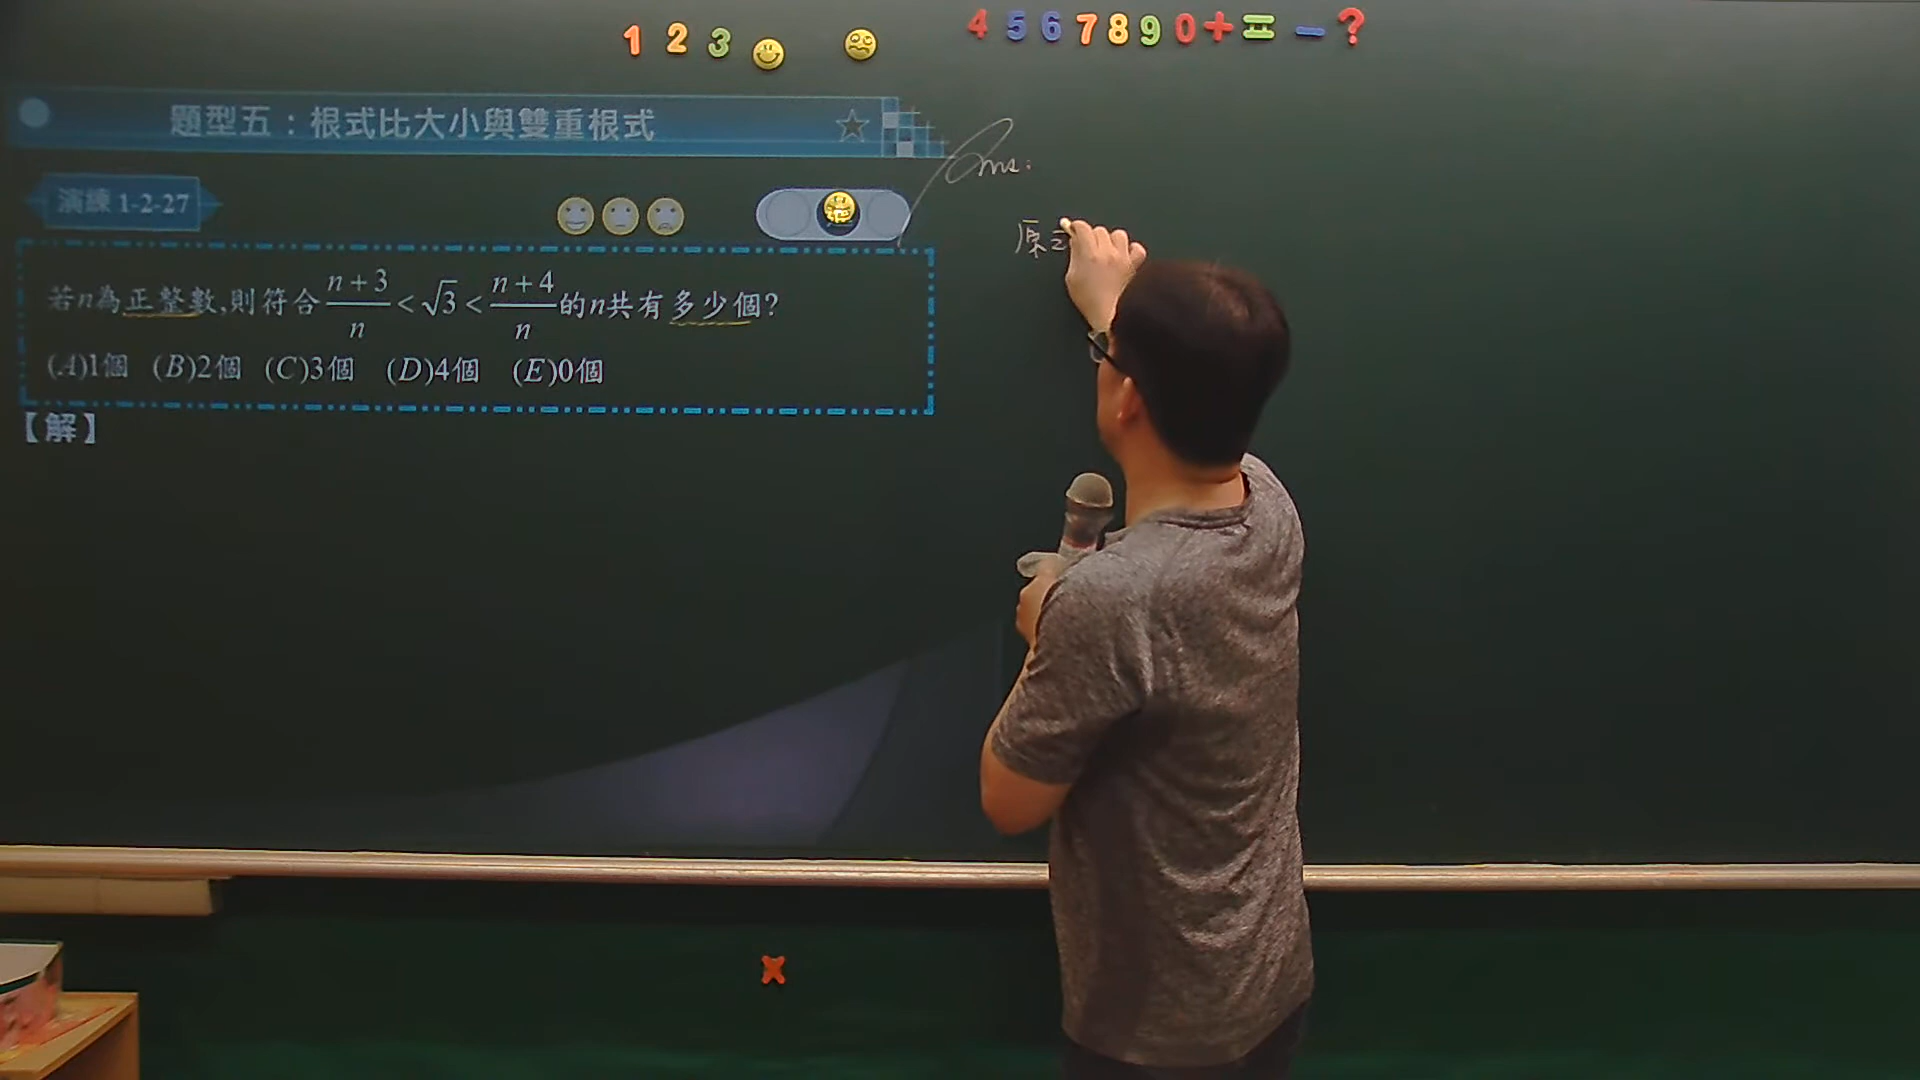 1 2 3 4 5 6 7 8 9 0 + = − ?
題型五：根式比大小與雙重根式
演練 1-2-27
若n為正整數,則符合 (n+3)/n < √3 < (n+4)/n 的n共有多少個?
(A)1個 (B)2個 (C)3個 (D)4個 (E)0個
【解】
Ans:
原
x